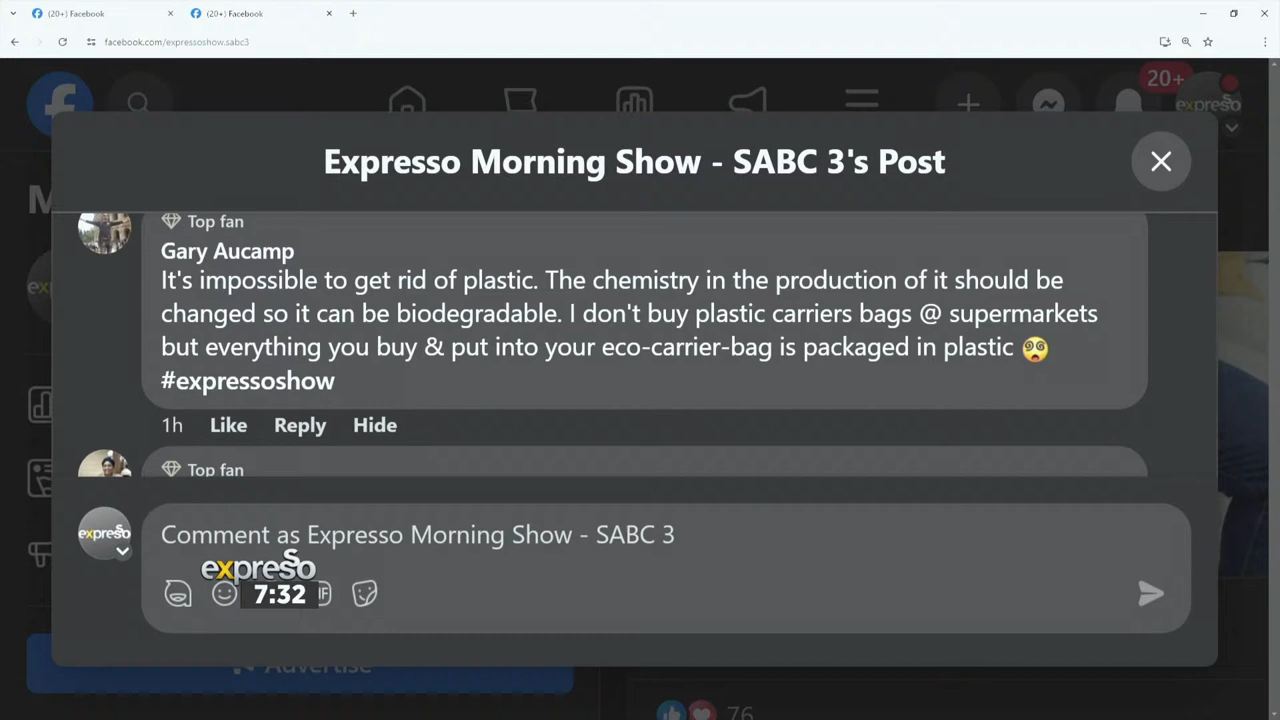 (20+) Facebook
(20+) Facebook
facebook.com/expressoshow.sabc3
20+
expreso
Expresso Morning Show - SABC 3's Post
Top fan
Gary Aucamp
It's impossible to get rid of plastic. The chemistry in the production of it should be
changed so it can be biodegradable. I don't buy plastic carriers bags @ supermarkets
but everything you buy & put into your eco-carrier-bag is packaged in plastic 😵‍💫
#expressoshow
1h Like Reply Hide
Top fan
expresso
Comment as Expresso Morning Show - SABC 3
expresso
7:32
Advertise
76